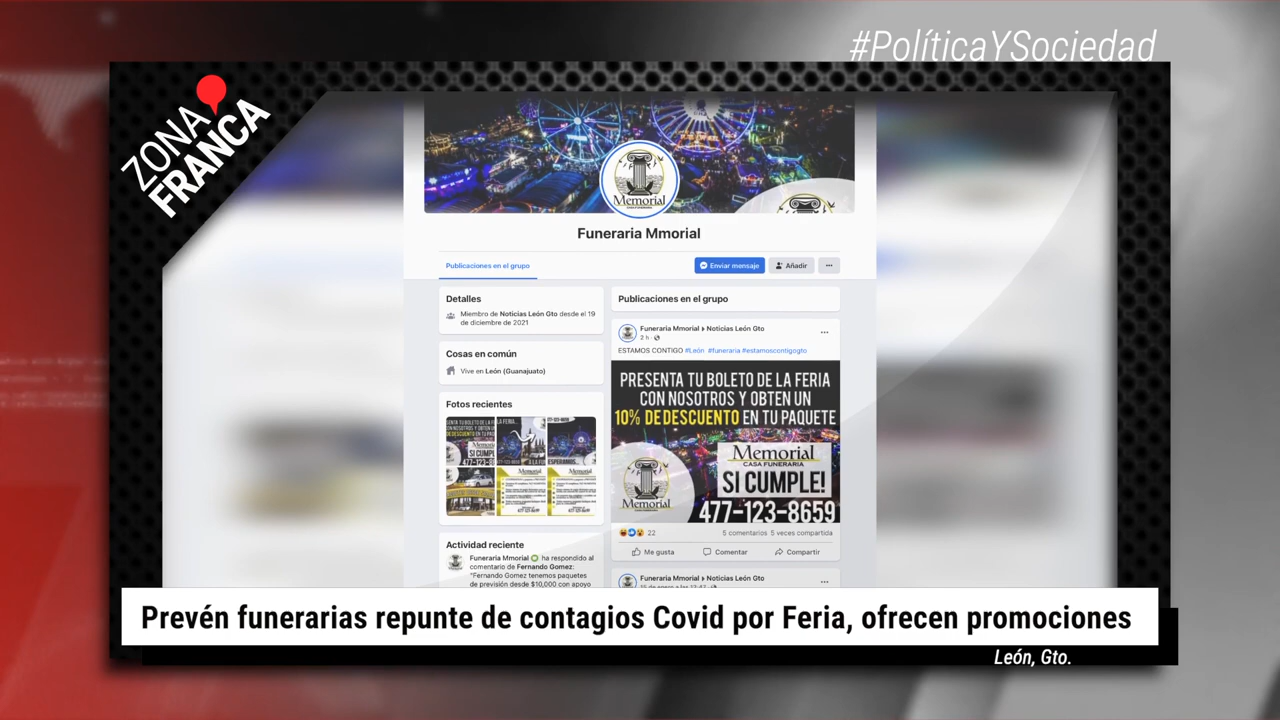 #PolíticaYSociedad
ZONA
FRANCA
Memorial
CASA FUNERARIA
Funeraria Mmorial
Publicaciones en el grupo
Enviar mensaje
Añadir
Detalles
Miembro de Noticias León Gto desde el 19
de diciembre de 2021
Cosas en común
Vive en León (Guanajuato)
Fotos recientes
Actividad reciente
Funeraria Mmorial ha respondido al
comentario de Fernando Gomez:
"Fernando Gomez tenemos paquetes
de previsión desde $10,000 con apoyo
Publicaciones en el grupo
Funeraria Mmorial ▸ Noticias León Gto
2 h
ESTAMOS CONTIGO #León #funeraria #estamoscontigogto
PRESENTA TU BOLETO DE LA FERIA
CON NOSOTROS Y OBTEN UN
10% DE DESCUENTO EN TU PAQUETE
Memorial
CASA FUNERARIA
SI CUMPLE!
Memorial
477-123-8659
22
5 comentarios 5 veces compartida
Me gusta
Comentar
Compartir
Funeraria Mmorial ▸ Noticias León Gto
Prevén funerarias repunte de contagios Covid por Feria, ofrecen promociones
León, Gto.